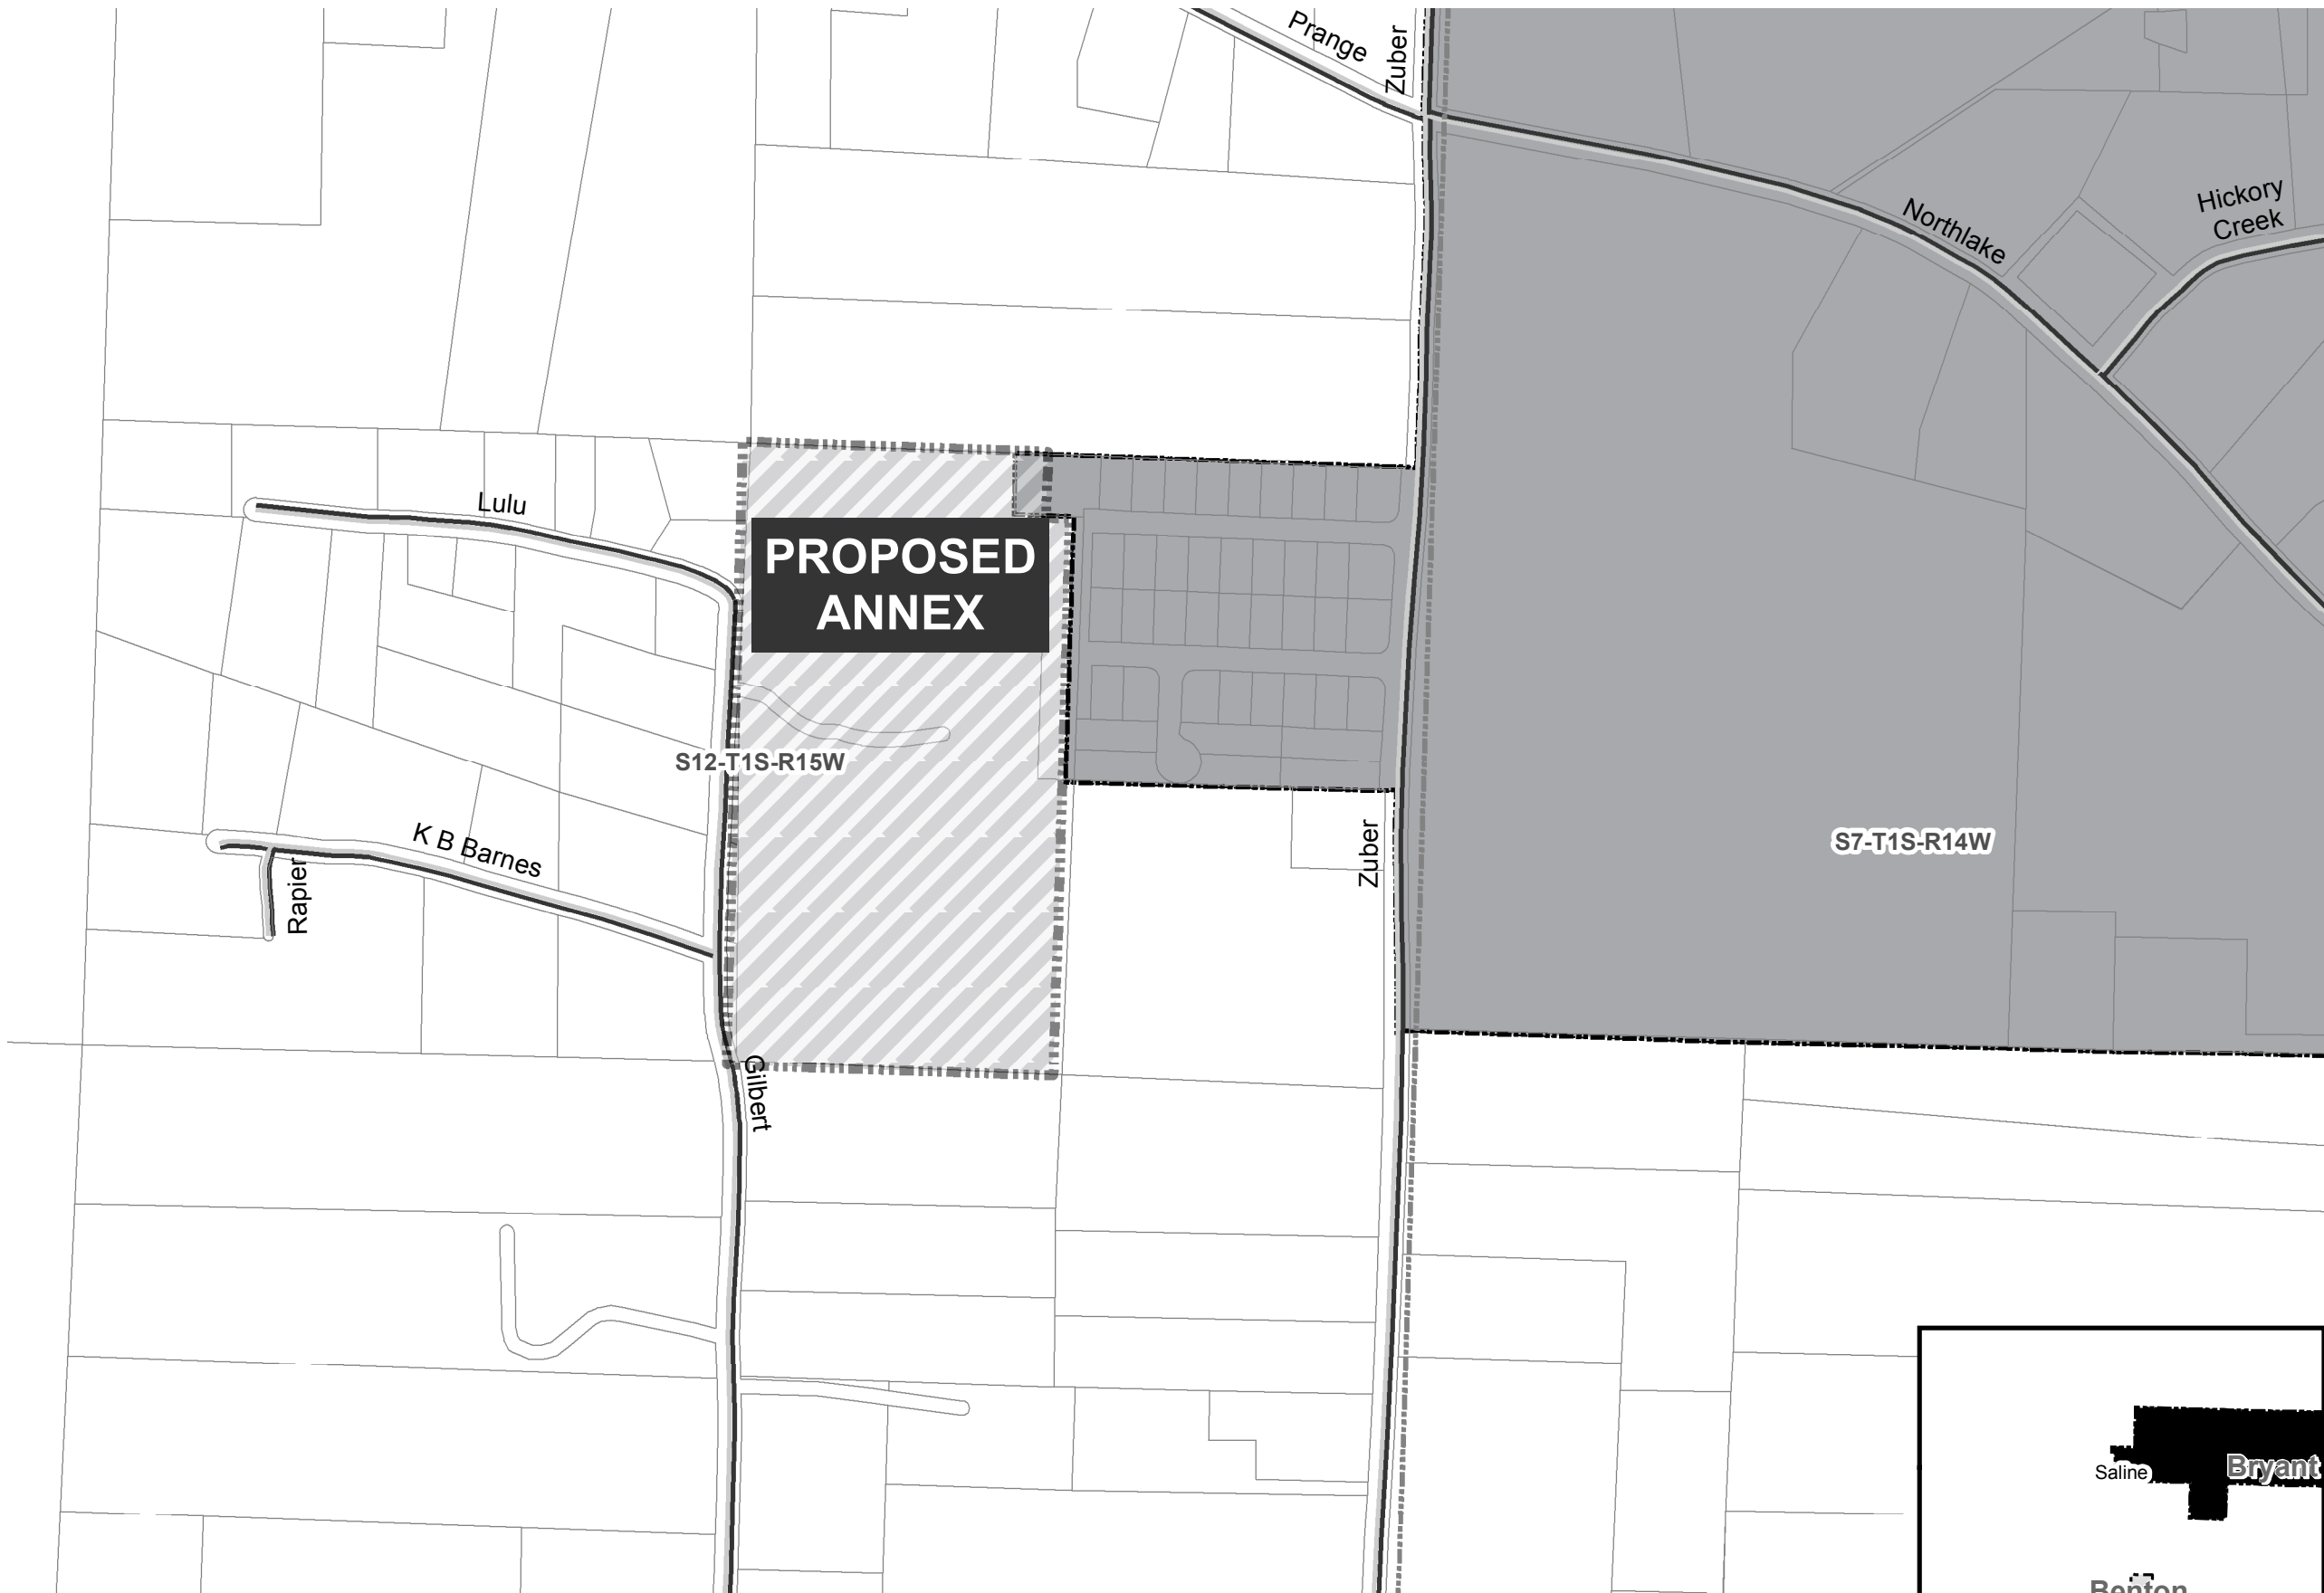 Prange
Zuber
Hickory
Creek
Northlake
Lulu
PROPOSED
ANNEX
S12-T1S-R15W
K B Barnes
Rapier
Zuber
S7-T1S-R14W
Gilbert
Saline
Bryant
Benton